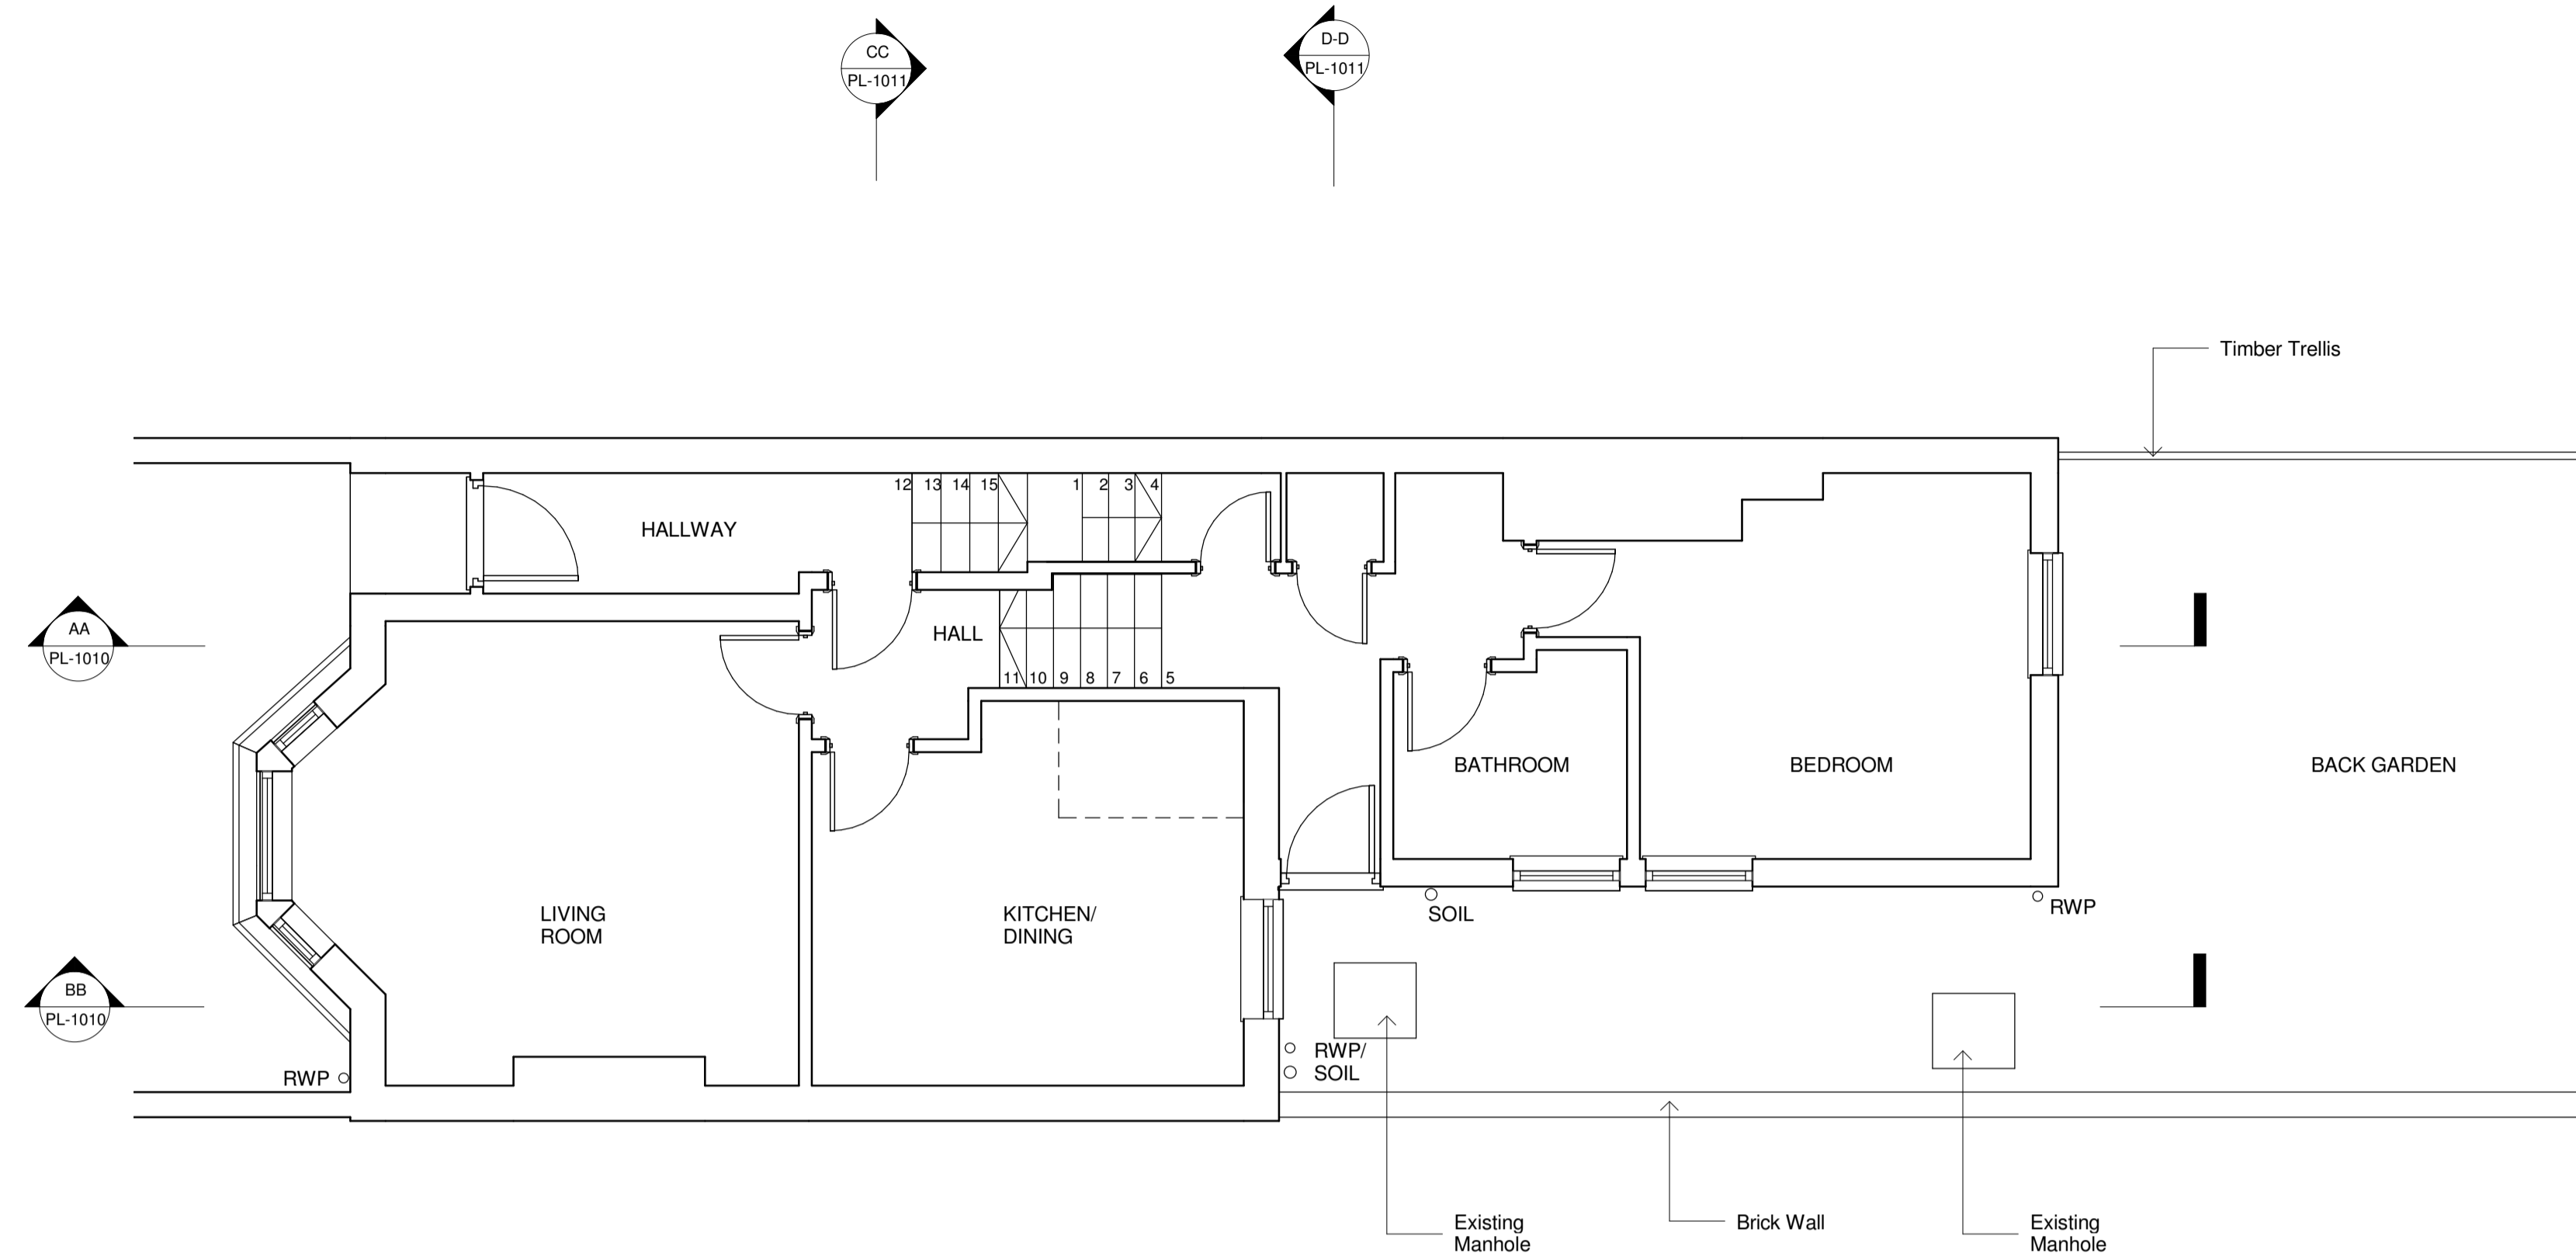 CC
PL-1011
D-D
PL-1011
Timber Trellis
12 13 14 15 1 2 3 4
HALLWAY
AA
PL-1010
HALL
11 10 9 8 7 6 5
BATHROOM
BEDROOM
BACK GARDEN
LIVING
ROOM
KITCHEN/
DINING
SOIL
RWP
BB
PL-1010
RWP/
SOIL
RWP
Existing
Manhole
Brick Wall
Existing
Manhole